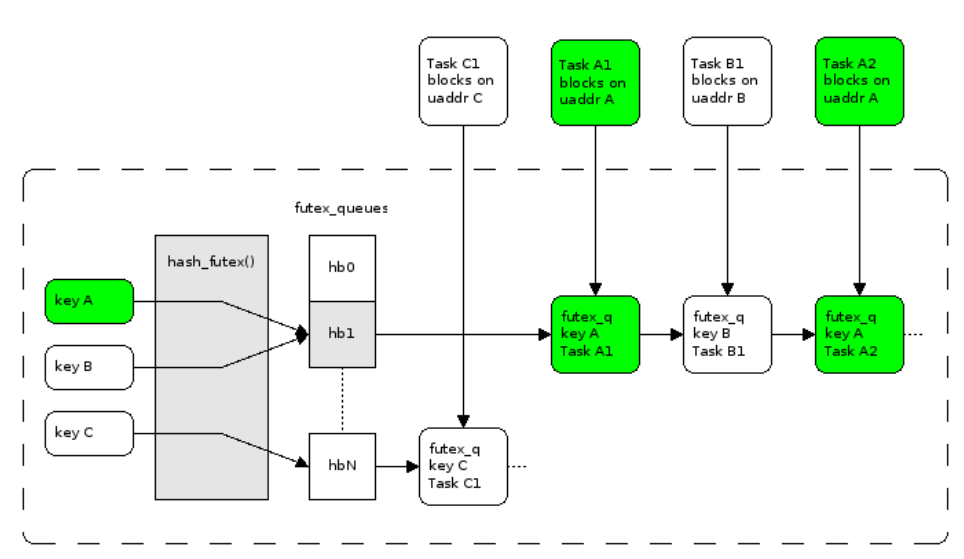 Task C1
blocks on
uaddr C
Task A1
blocks on
uaddr A
Task B1
blocks on
uaddr B
Task A2
blocks on
uaddr A
futex_queues
hash_futex()
hb0
key A
hb1
futex_q
key A
Task A1
futex_q
key B
Task B1
futex_q
key A
Task A2
key B
key C
hbN
futex_q
key C
Task C1